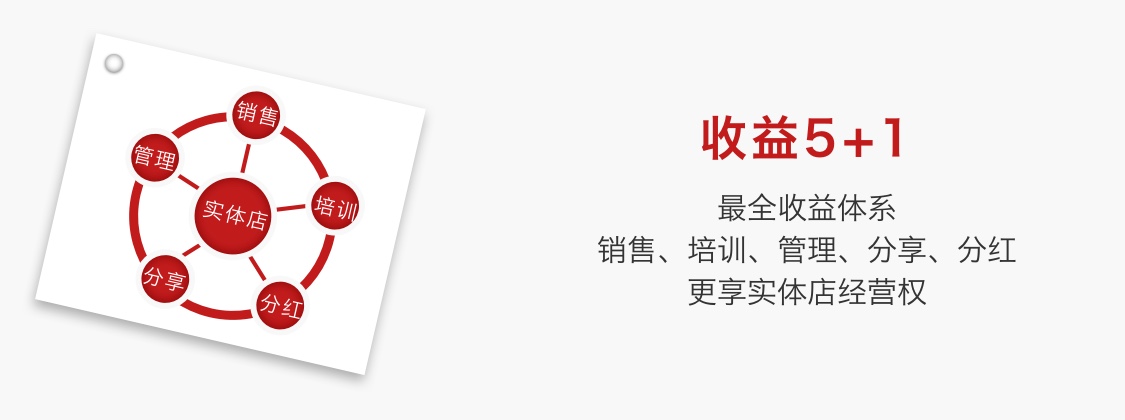 销售
管理
实体店
培训
分享
分红
收益5+1
最全收益体系
销售、培训、管理、分享、分红
更享实体店经营权